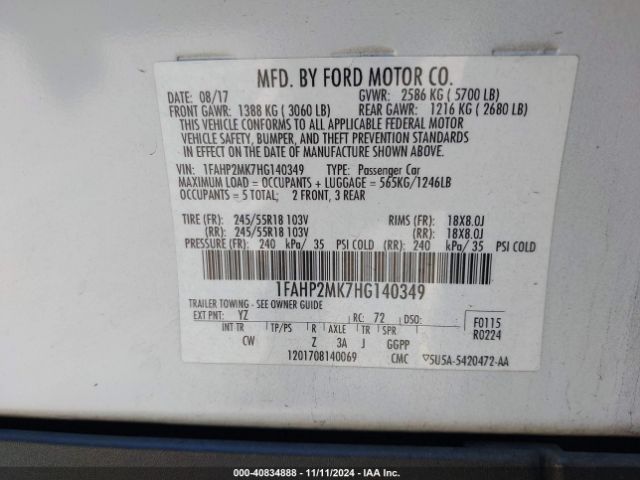 MFD. BY FORD MOTOR CO.
DATE: 08/17 GVWR: 2586 KG ( 5700 LB)
FRONT GAWR: 1388 KG ( 3060 LB) REAR GAWR: 1216 KG ( 2680 LB)
THIS VEHICLE CONFORMS TO ALL APPLICABLE FEDERAL MOTOR
VEHICLE SAFETY, BUMPER, AND THEFT PREVENTION STANDARDS
IN EFFECT ON THE DATE OF MANUFACTURE SHOWN ABOVE.
VIN: 1FAHP2MK7HG140349 TYPE: Passenger Car
MAXIMUM LOAD = OCCUPANTS + LUGGAGE = 565KG/1246LB
OCCUPANTS = 5 TOTAL; 2 FRONT, 3 REAR
TIRE (FR): 245/55R18 103V RIMS (FR): 18X8.0J
(RR): 245/55R18 103V (RR): 18X8.0J
PRESSURE (FR): 240 kPa/ 35 PSI COLD (RR): 240 kPa/ 35 PSI COLD
1FAHP2MK7HG140349
TRAILER TOWING - SEE OWNER GUIDE
EXT PNT: YZ RC: 72 DSO: F0115
INT TR TP/PS R AXLE TR SPR R0224
CW Z 3A J GGPP
1201708140069 CMC 5U5A-5420472-AA
000-40834888 - 11/11/2024 - IAA Inc.